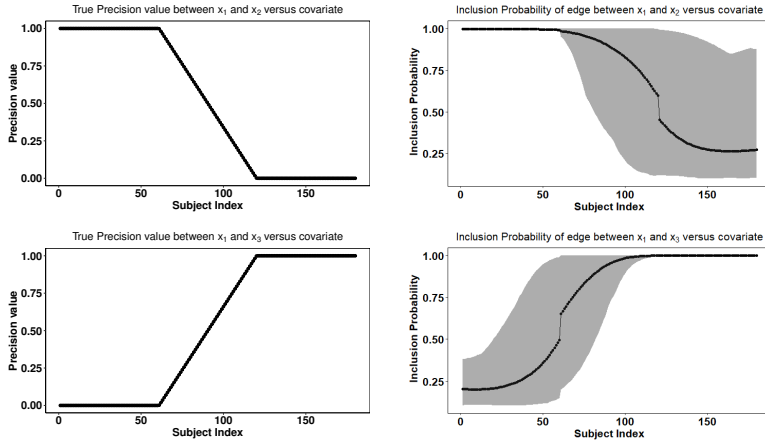 True Precision value between x₁ and x₂ versus covariate
Precision value
1.00
0.75
0.50
0.25
0.00
0 50 100 150
Subject Index
Inclusion Probability of edge between x₁ and x₂ versus covariate
Inclusion Probability
1.00
0.75
0.50
0.25
0 50 100 150
Subject Index
True Precision value between x₁ and x₃ versus covariate
Precision value
1.00
0.75
0.50
0.25
0.00
0 50 100 150
Subject Index
Inclusion Probability of edge between x₁ and x₃ versus covariate
Inclusion Probability
1.00
0.75
0.50
0.25
0 50 100 150
Subject Index